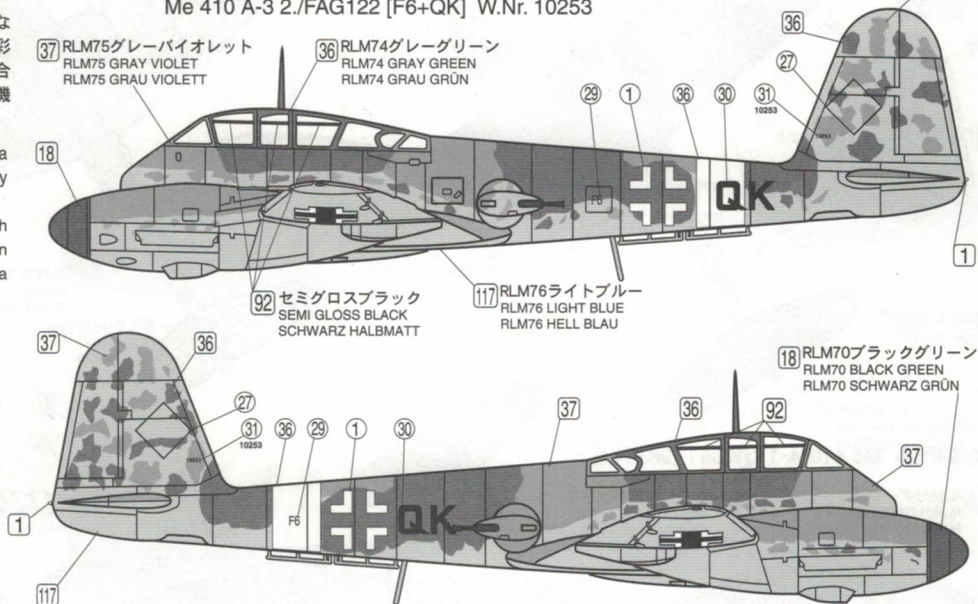 Me 410 A-3 2./FAG122 [F6+QK] W.Nr. 10253
な
彩
合
機
a
y
h
n
a
37 RLM75グレーバイオレット
RLM75 GRAY VIOLET
RLM75 GRAU VIOLETT
36 RLM74グレーグリーン
RLM74 GRAY GREEN
RLM74 GRAU GRÜN
36
27
29 1 36 30 31
10253
10253
18
F6
QK
1
92 セミグロスブラック
SEMI GLOSS BLACK
SCHWARZ HALBMATT
117 RLM76ライトブルー
RLM76 LIGHT BLUE
RLM76 HELL BLAU
18 RLM70ブラックグリーン
RLM70 BLACK GREEN
RLM70 SCHWARZ GRÜN
37 36
27
31
10253
36 29 1 30
37 36 92
37
10253
F6
QK
1
117